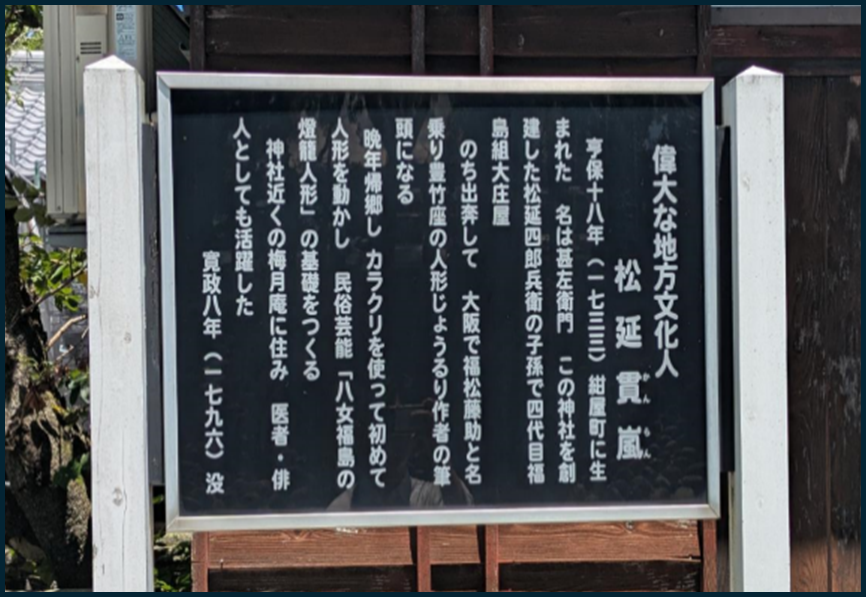 偉大な地方文化人
松延貫嵐
かんらん
亨保十八年（一七三三）紺屋町に生
まれた　名は甚左衛門　この神社を創
建した松延四郎兵衛の子孫で四代目福
島組大庄屋
のち出奔して　大阪で福松藤助と名
乗り豊竹座の人形じょうるり作者の筆
頭になる
晩年帰郷し　カラクリを使って初めて
人形を動かし　民俗芸能「八女福島の
燈籠人形」の基礎をつくる
神社近くの梅月庵に住み　医者・俳
人としても活躍した
寛政八年（一七九六）没